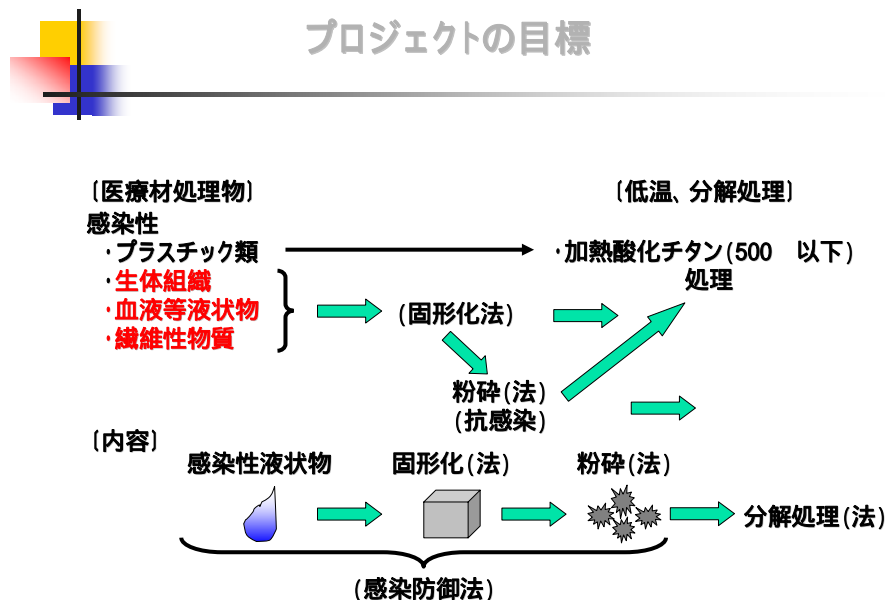 プロジェクトの目標
〔医療材処理物〕
〔低温、分解処理〕
感染性
・プラスチック類
・加熱酸化チタン(500　以下)
処理
・生体組織
・血液等液状物
・繊維性物質
(固形化法)
粉砕(法)
(抗感染)
〔内容〕
感染性液状物
固形化(法)
粉砕(法)
分解処理(法)
(感染防御法)